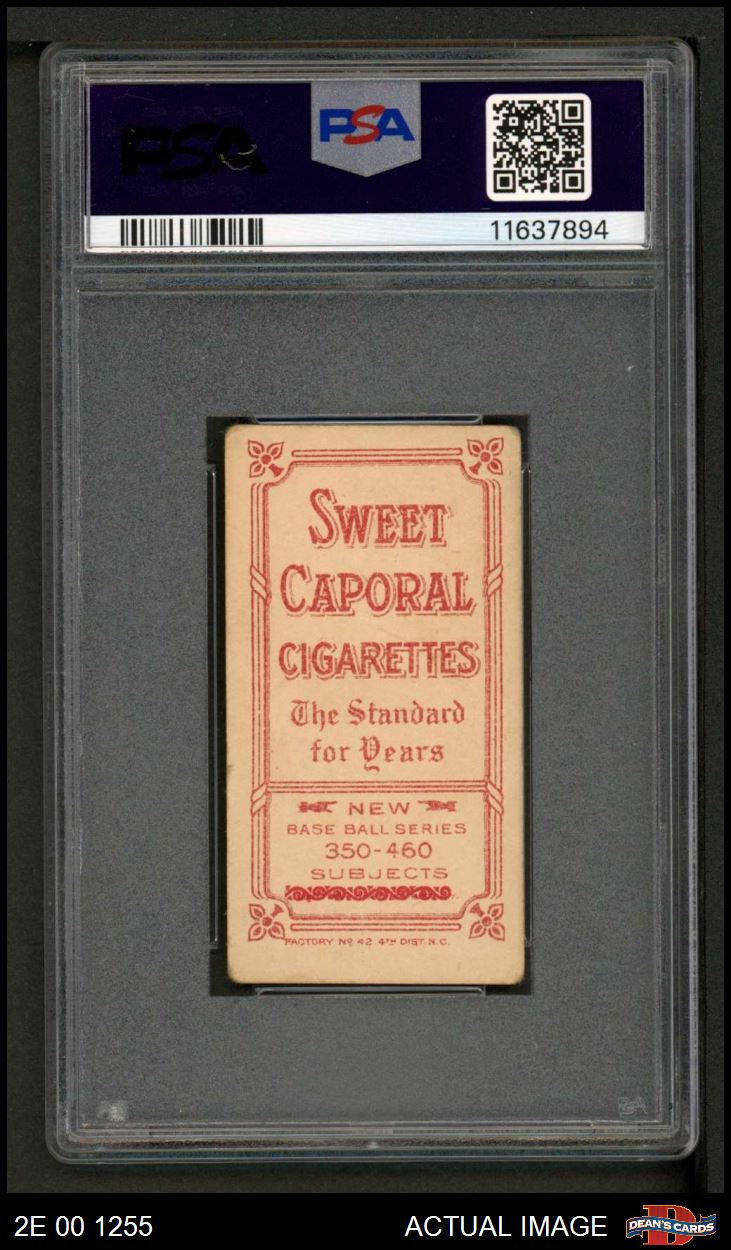 PSA
PSA
11637894
SWEET
CAPORAL
CIGARETTES
The Standard
for Years
NEW
BASE BALL SERIES
350-460
SUBJECTS
FACTORY No 42 4TH DIST. N.C.
2E 00 1255
ACTUAL IMAGE
DEAN'S CARDS